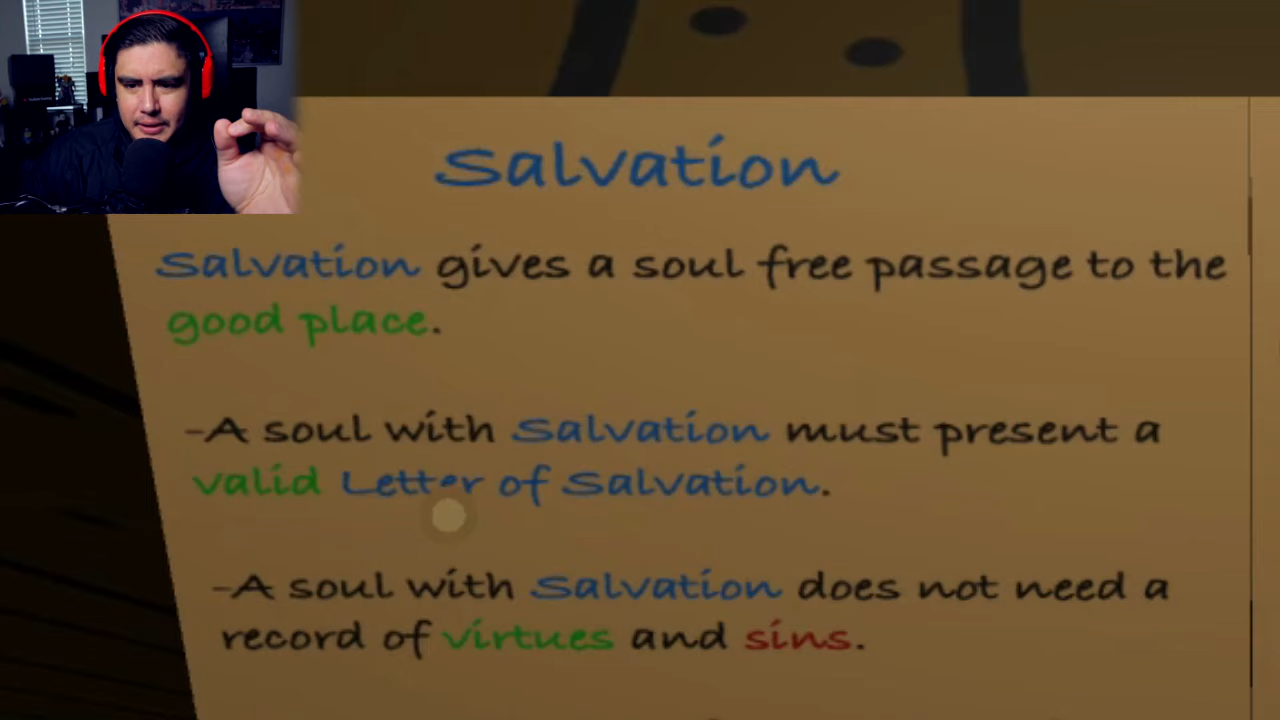 Salvation
Salvation gives a soul free passage to the
good place.
-A soul with Salvation must present a
valid Letter of Salvation.
-A soul with Salvation does not need a
record of virtues and sins.